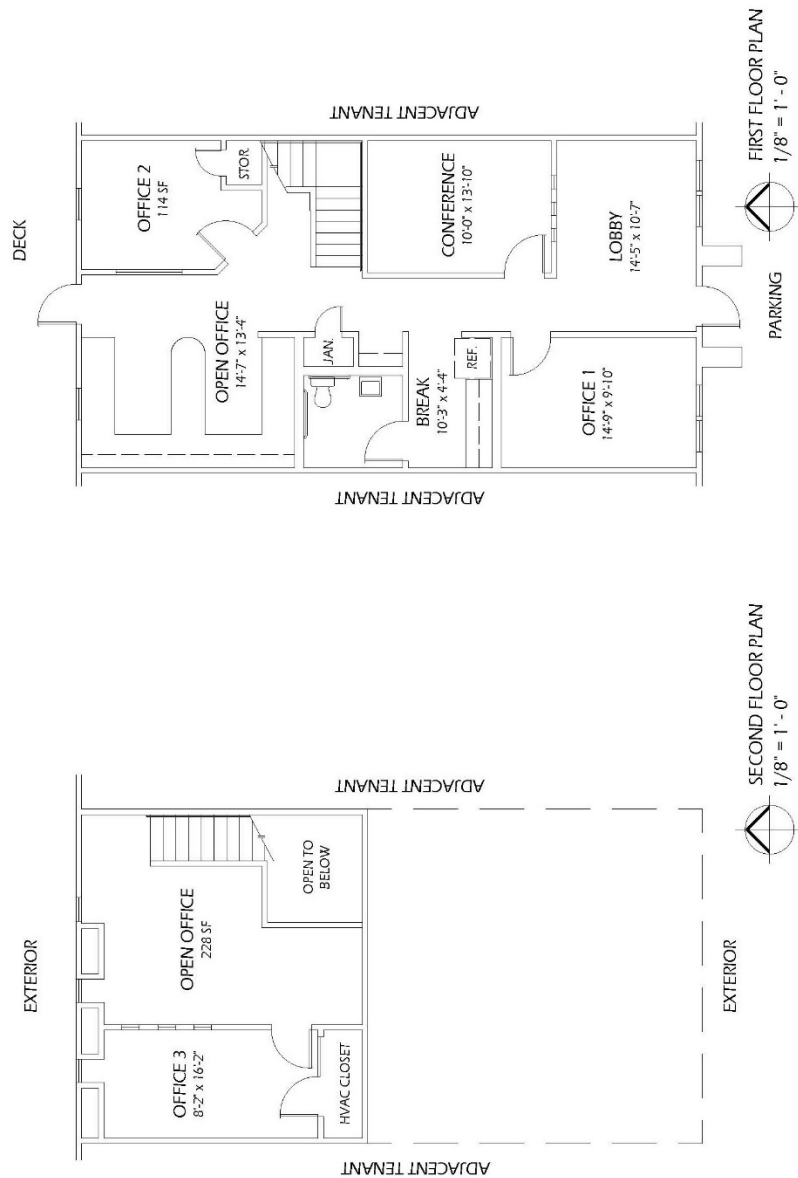 DECK
ADJACENT TENANT
OFFICE 2
114 SF
STOR.
OPEN OFFICE
14'-7" x 13'-4"
JAN.
CONFERENCE
10'-0" x 13'-10"
BREAK
10'-3" x 4'-4"
REF.
LOBBY
14'-5" x 10'-7"
OFFICE 1
14'-9" x 9'-10"
ADJACENT TENANT
PARKING
FIRST FLOOR PLAN
1/8" = 1' - 0"
EXTERIOR
ADJACENT TENANT
OPEN OFFICE
228 SF
OPEN TO
BELOW
OFFICE 3
8'-2" x 16'-2"
HVAC CLOSET
ADJACENT TENANT
EXTERIOR
SECOND FLOOR PLAN
1/8" = 1' - 0"